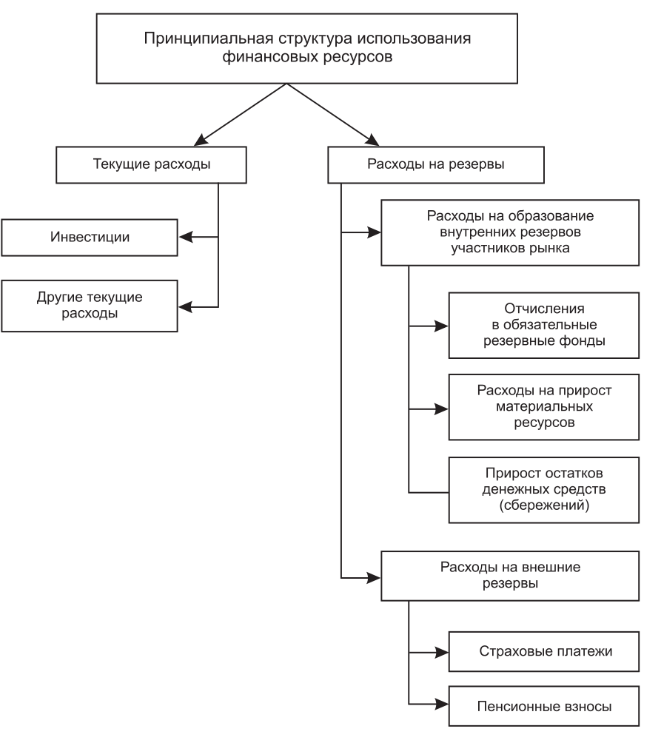 Принципиальная структура использования
финансовых ресурсов
Текущие расходы
Расходы на резервы
Инвестиции
Другие текущие
расходы
Расходы на образование
внутренних резервов
участников рынка
Отчисления
в обязательные
резервные фонды
Расходы на прирост
материальных
ресурсов
Прирост остатков
денежных средств
(сбережений)
Расходы на внешние
резервы
Страховые платежи
Пенсионные взносы